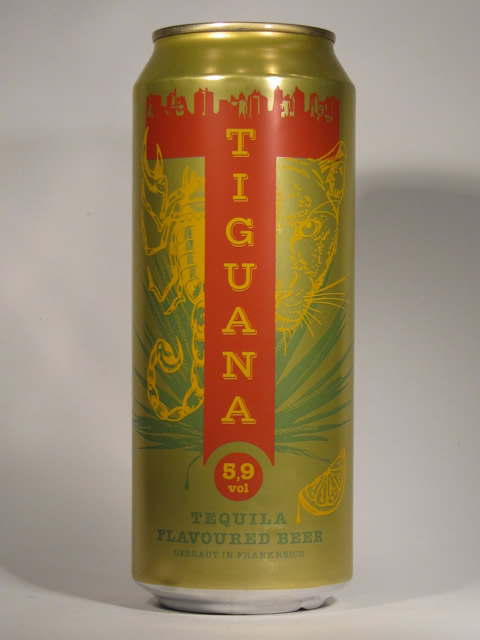 TIGUANA
5,9
vol
TEQUILA
FLAVOURED BEER
GEBRAUT IN FRANKREICH